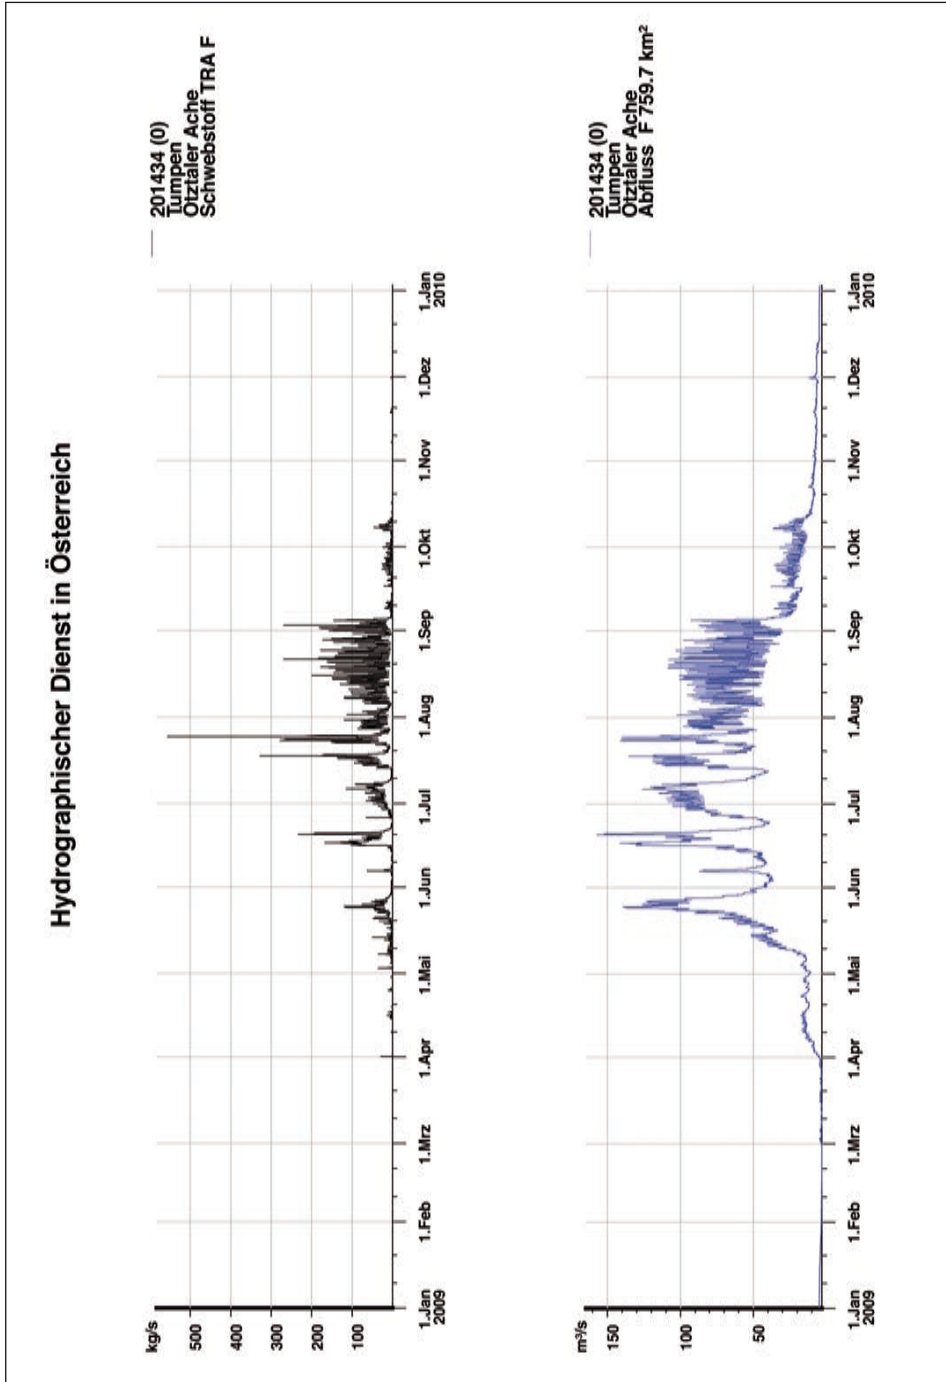 Hydrographischer Dienst in Österreich
201434 (0)
Tumpen
Ötztaler Ache
Schwebstoff TRA F
kg/s
500
400
300
200
100
1.Jan
2009
1.Feb
1.Mrz
1.Apr
1.Mai
1.Jun
1.Jul
1.Aug
1.Sep
1.Okt
1.Nov
1.Dez
1.Jan
2010
201434 (0)
Tumpen
Ötztaler Ache
Abfluss F 759.7 km²
m³/s
150
100
50
1.Jan
2009
1.Feb
1.Mrz
1.Apr
1.Mai
1.Jun
1.Jul
1.Aug
1.Sep
1.Okt
1.Nov
1.Dez
1.Jan
2010